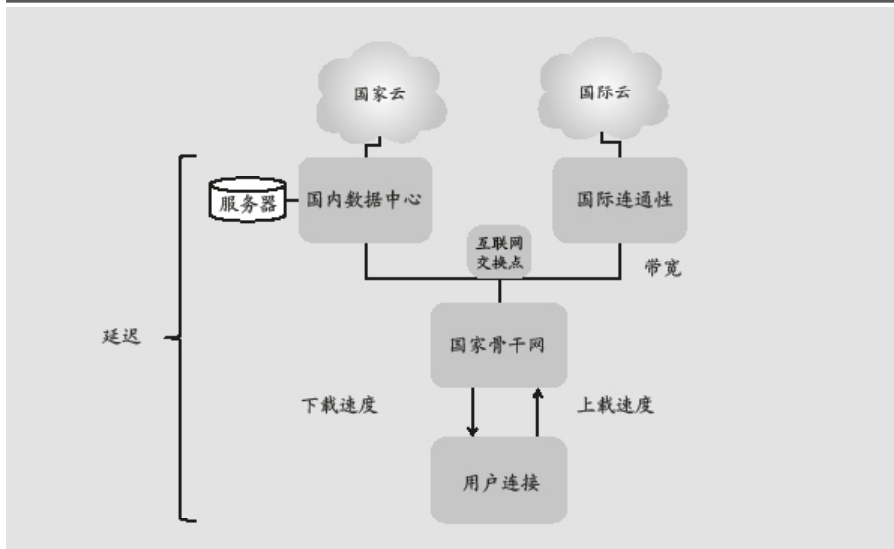 国家云
国际云
服务器
国内数据中心
国际连通性
互联网
交换点
带宽
延迟
国家骨干网
下载速度
上载速度
用户连接